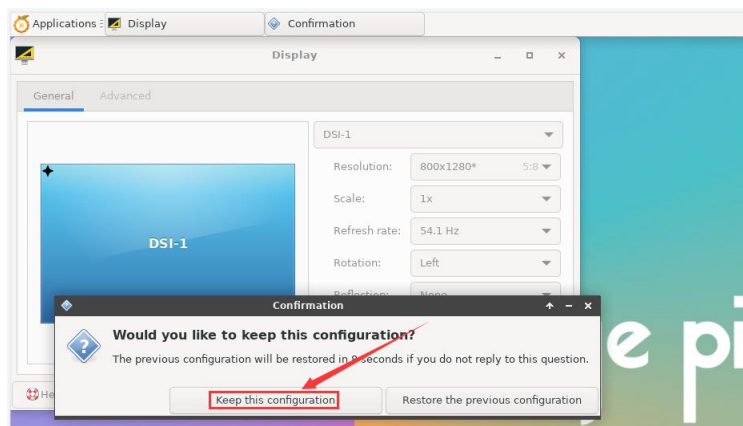 Applications Display Confirmation
Display
General Advanced
DSI-1
Resolution: 800x1280* 5:8
Scale: 1x
Refresh rate: 54.1 Hz
DSI-1
Rotation: Left
Reflection: None
Confirmation
Would you like to keep this configuration?
The previous configuration will be restored in 8 seconds if you do not reply to this question.
He
Keep this configuration Restore the previous configuration
e pi